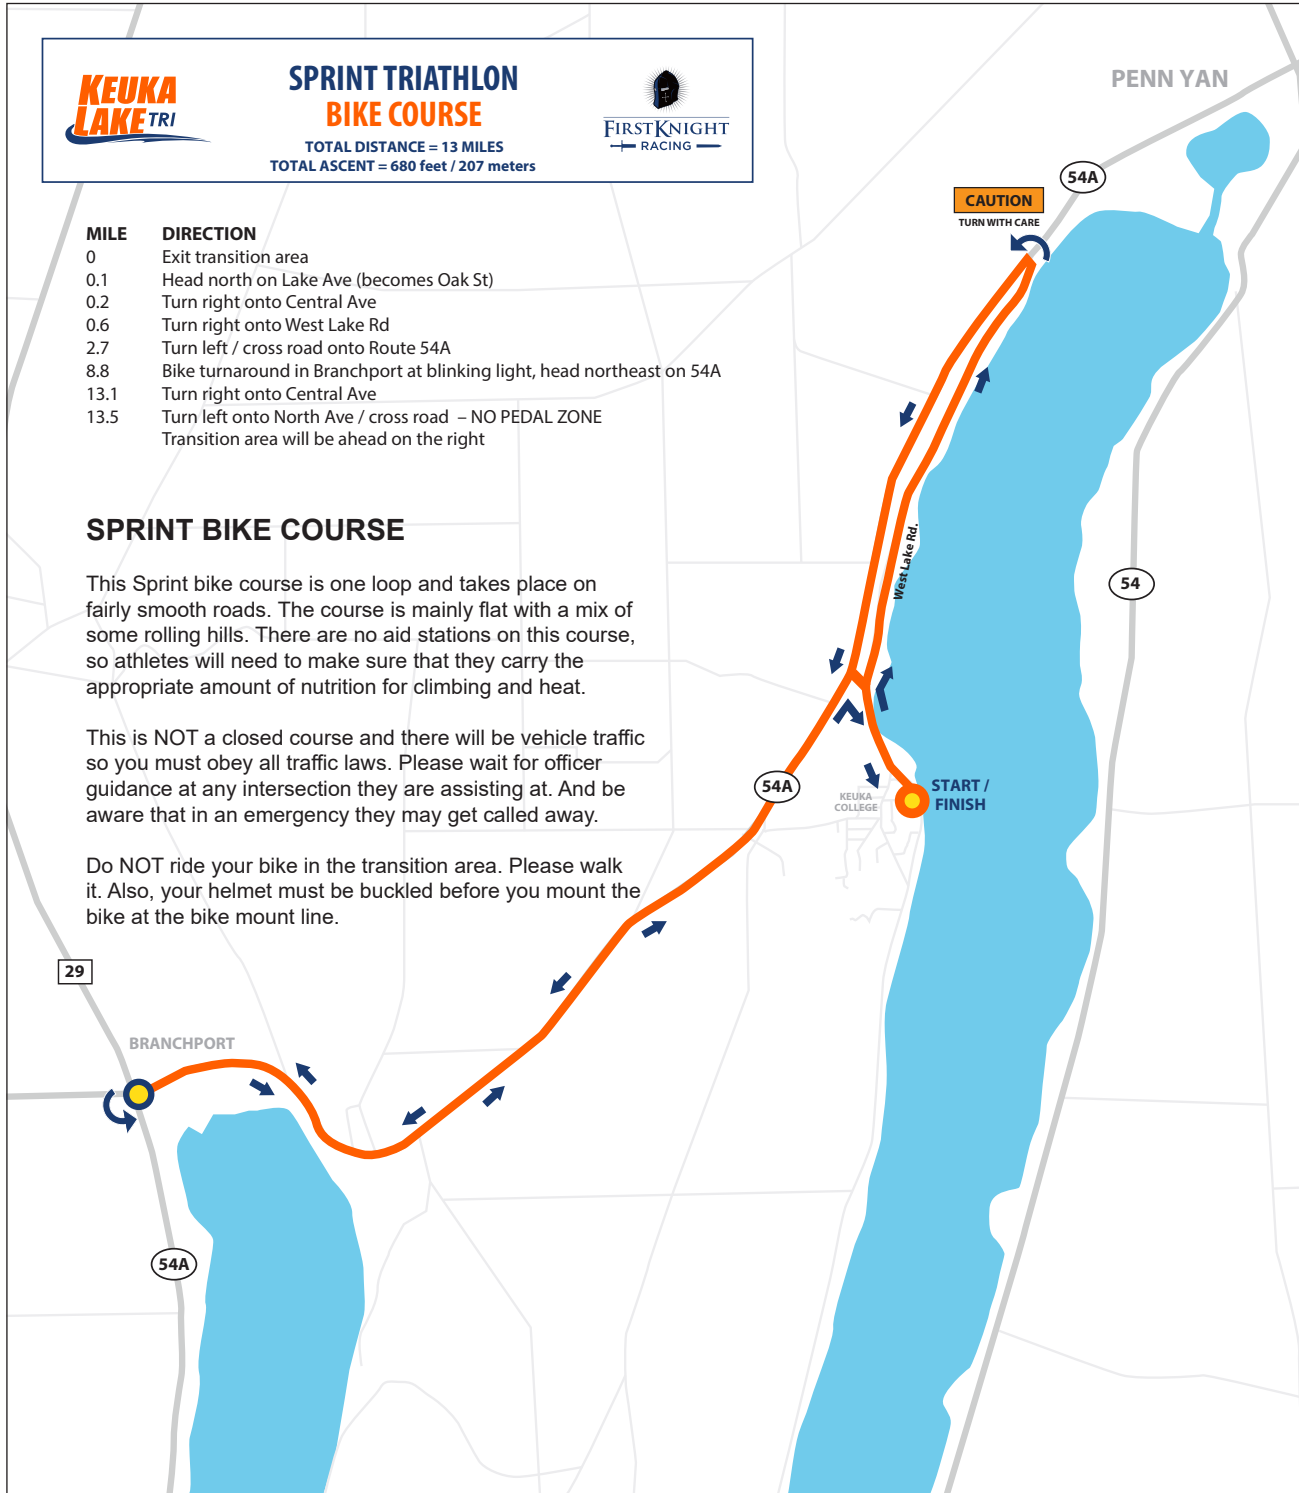 KEUKA
LAKE TRI
SPRINT TRIATHLON
BIKE COURSE
TOTAL DISTANCE = 13 MILES
TOTAL ASCENT = 680 feet / 207 meters
FIRSTKNIGHT
RACING
PENN YAN
54A
CAUTION
TURN WITH CARE
MILE DIRECTION
0 Exit transition area
0.1 Head north on Lake Ave (becomes Oak St)
0.2 Turn right onto Central Ave
0.6 Turn right onto West Lake Rd
2.7 Turn left / cross road onto Route 54A
8.8 Bike turnaround in Branchport at blinking light, head northeast on 54A
13.1 Turn right onto Central Ave
13.5 Turn left onto North Ave / cross road – NO PEDAL ZONE
Transition area will be ahead on the right
SPRINT BIKE COURSE
This Sprint bike course is one loop and takes place on
fairly smooth roads. The course is mainly flat with a mix of
some rolling hills. There are no aid stations on this course,
so athletes will need to make sure that they carry the
appropriate amount of nutrition for climbing and heat.
This is NOT a closed course and there will be vehicle traffic
so you must obey all traffic laws. Please wait for officer
guidance at any intersection they are assisting at. And be
aware that in an emergency they may get called away.
Do NOT ride your bike in the transition area. Please walk
it. Also, your helmet must be buckled before you mount the
bike at the bike mount line.
West Lake Rd.
54
54A
KEUKA
COLLEGE
START /
FINISH
29
BRANCHPORT
54A